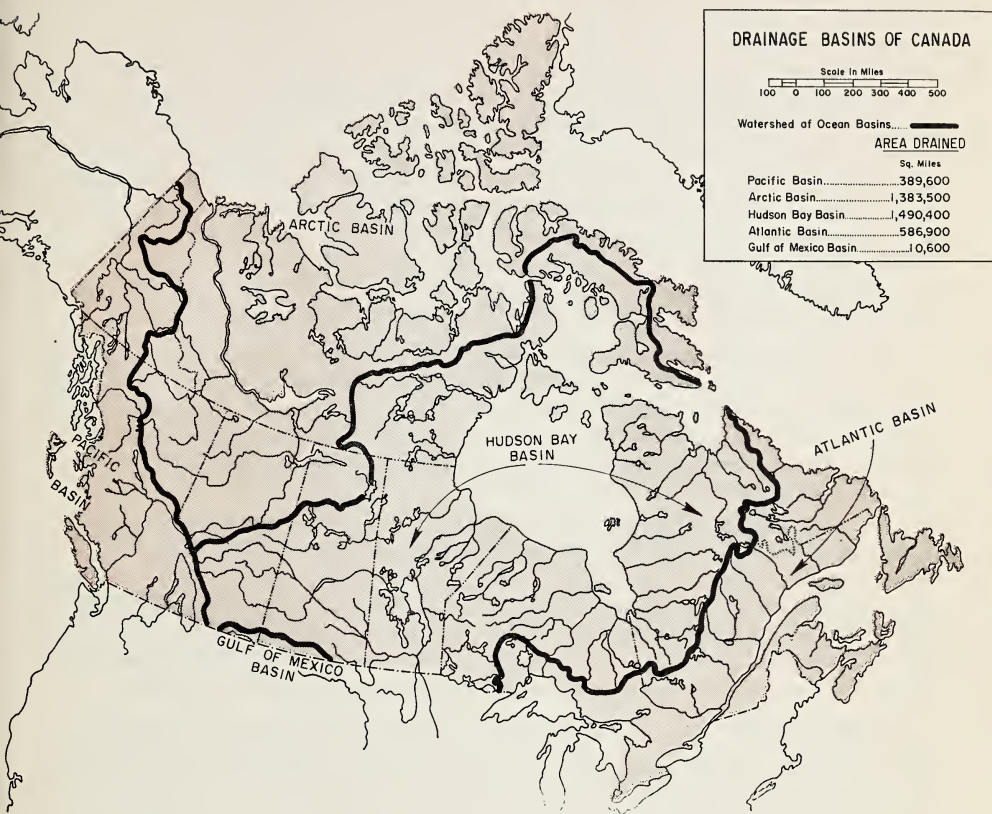 DRAINAGE BASINS OF CANADA
Scale in Miles
100 0 100 200 300 400 500
Watershed of Ocean Basins.....
AREA DRAINED
Sq. Miles
Pacific Basin..........................389,600
Arctic Basin..........................1,383,500
Hudson Bay Basin...............1,490,400
Atlantic Basin.......................586,900
Gulf of Mexico Basin...............10,600
ARCTIC BASIN
HUDSON BAY
BASIN
ATLANTIC BASIN
PACIFIC
BASIN
GULF OF MEXICO
BASIN